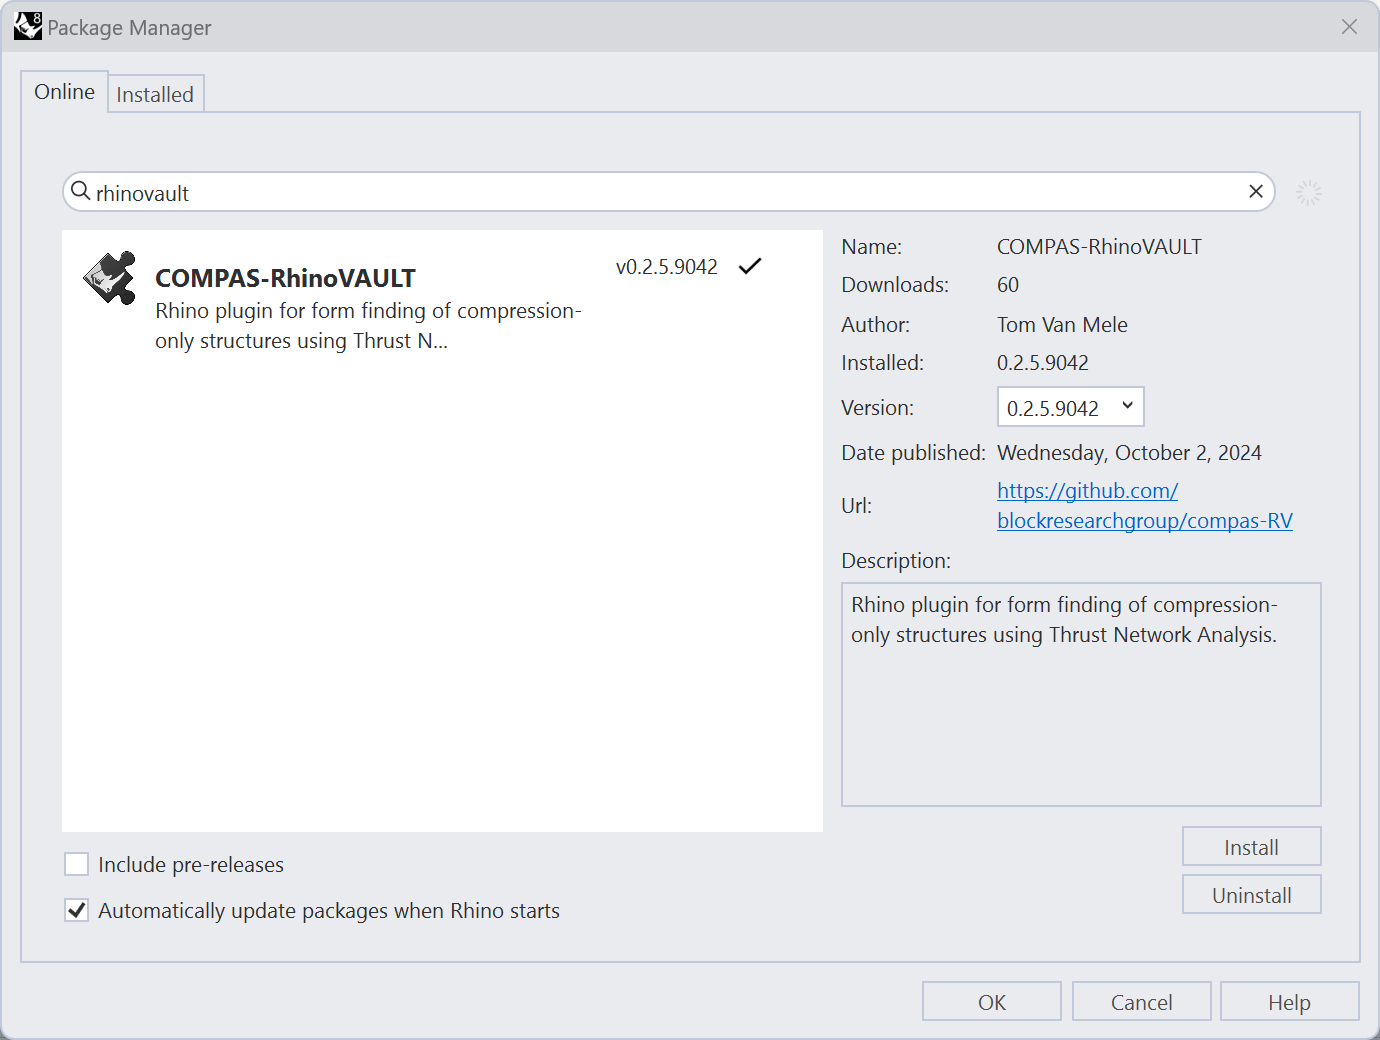 8
Package Manager
Online
Installed
rhinovault
COMPAS-RhinoVAULT
v0.2.5.9042
Rhino plugin for form finding of compression-
only structures using Thrust N...
Name: COMPAS-RhinoVAULT
Downloads: 60
Author: Tom Van Mele
Installed: 0.2.5.9042
Version: 0.2.5.9042
Date published: Wednesday, October 2, 2024
Url: https://github.com/
blockresearchgroup/compas-RV
Description:
Rhino plugin for form finding of compression-
only structures using Thrust Network Analysis.
Include pre-releases
Automatically update packages when Rhino starts
Install
Uninstall
OK
Cancel
Help